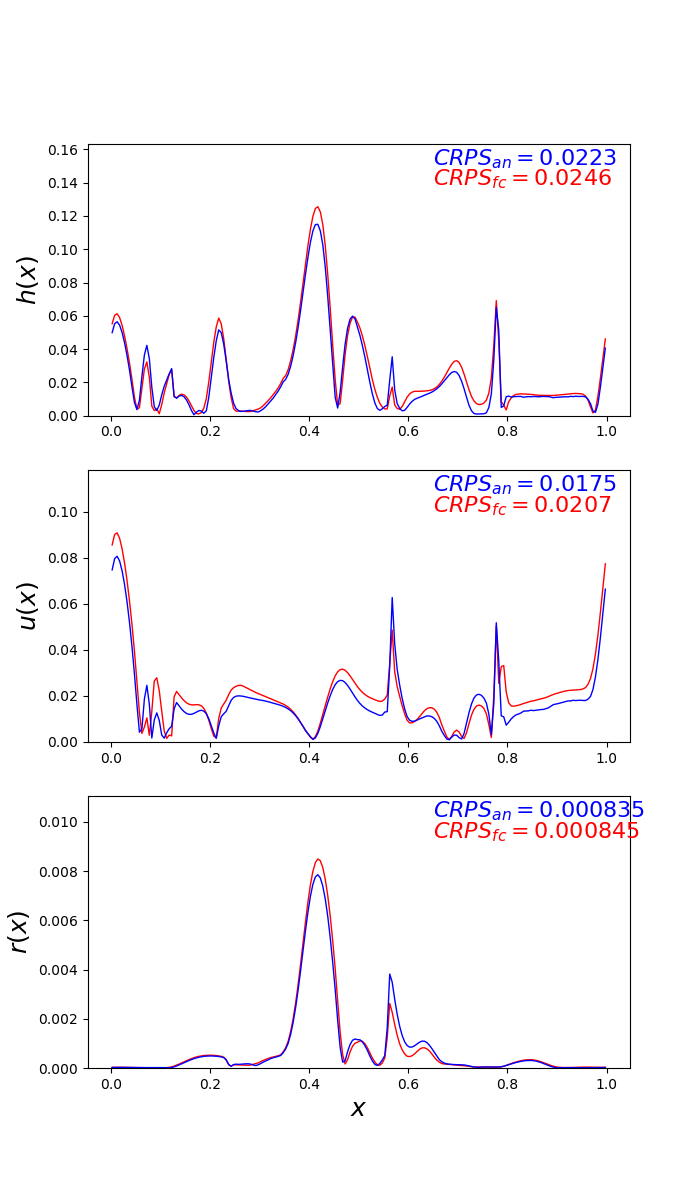 CRPS_an = 0.0223
CRPS_fc = 0.0246
0.16
0.14
0.12
0.10
0.08
0.06
0.04
0.02
0.00
h(x)
0.0 0.2 0.4 0.6 0.8 1.0
CRPS_an = 0.0175
CRPS_fc = 0.0207
0.10
0.08
0.06
0.04
0.02
0.00
u(x)
0.0 0.2 0.4 0.6 0.8 1.0
CRPS_an = 0.000835
CRPS_fc = 0.000845
0.010
0.008
0.006
0.004
0.002
0.000
r(x)
0.0 0.2 0.4 0.6 0.8 1.0
x